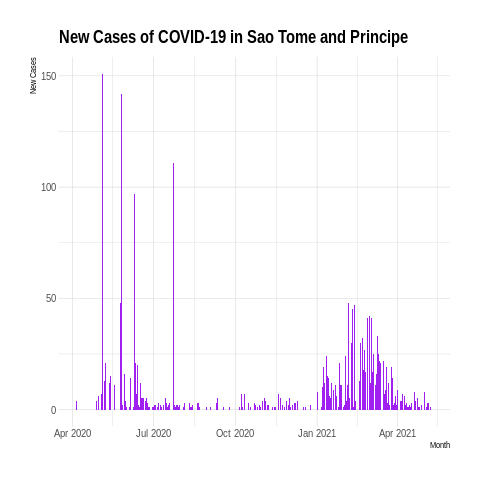 New Cases of COVID-19 in Sao Tome and Principe
New Cases
150
100
50
0
Apr 2020 Jul 2020 Oct 2020 Jan 2021 Apr 2021
Month